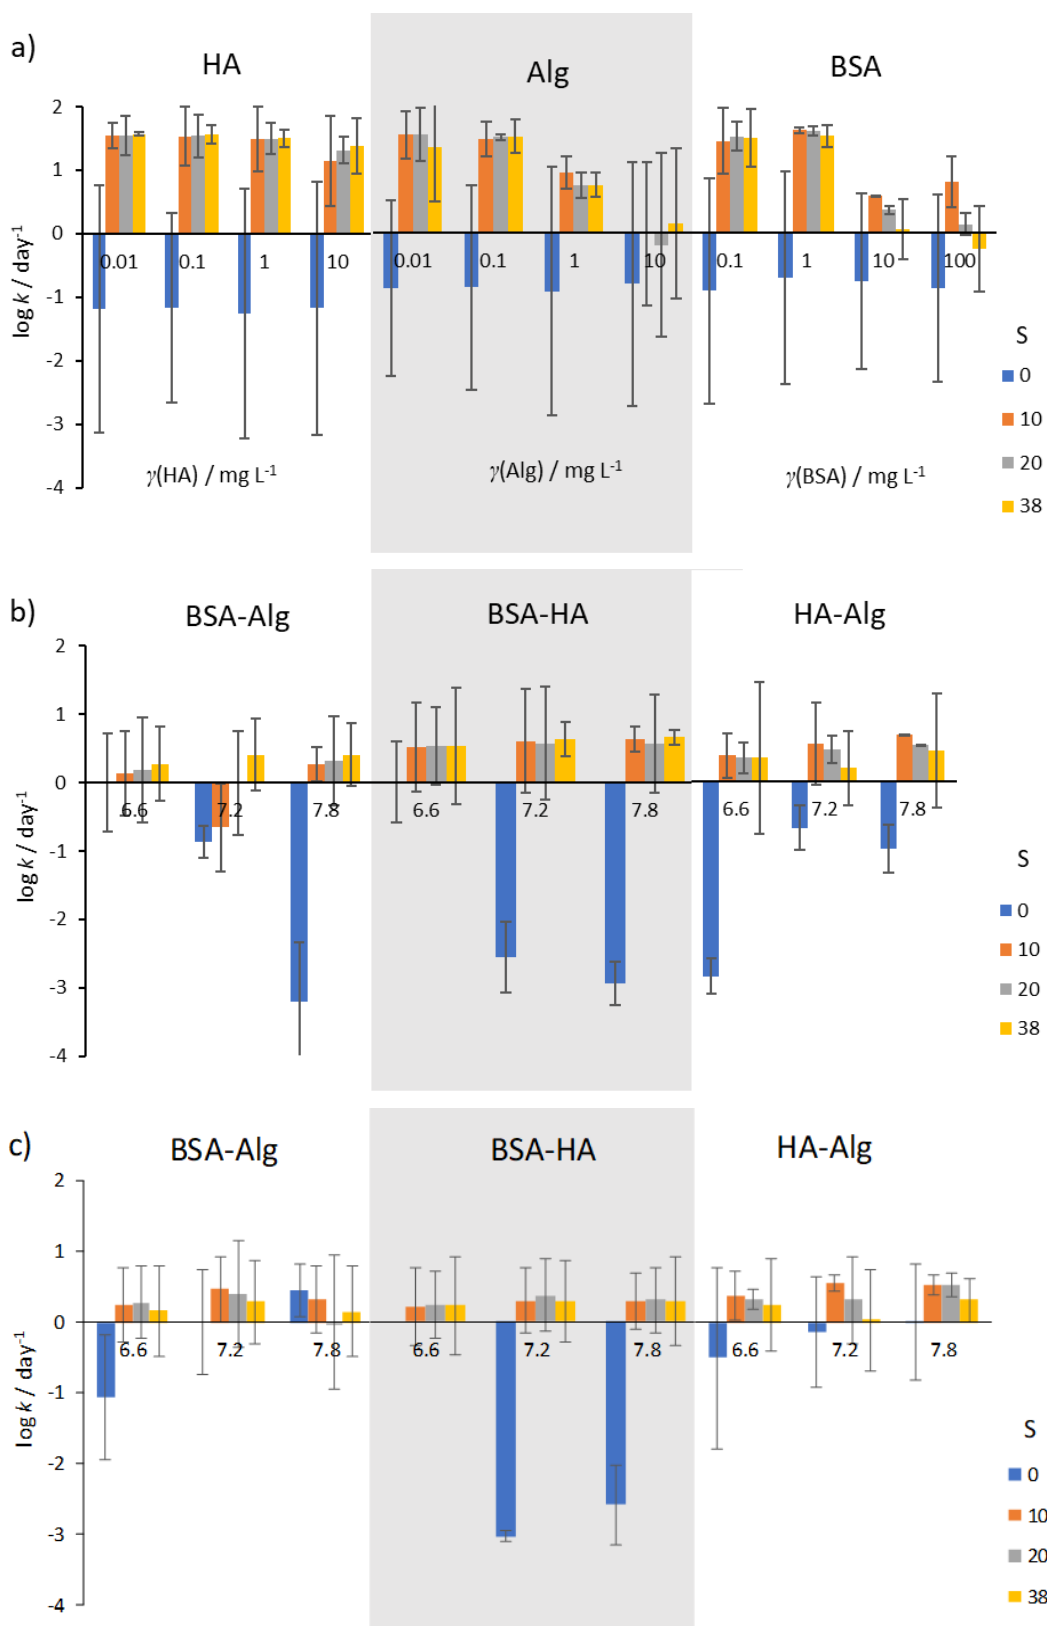 a)
HA Alg BSA
2
1
0
-1
-2
-3
-4
log k / day⁻¹
0.01 0.1 1 10 0.01 0.1 1 10 0.1 1 10 100
γ(HA) / mg L⁻¹ γ(Alg) / mg L⁻¹ γ(BSA) / mg L⁻¹
S
0
10
20
38
b)
BSA-Alg BSA-HA HA-Alg
2
1
0
-1
-2
-3
-4
log k / day⁻¹
6.6 7.2 7.8 6.6 7.2 7.8 6.6 7.2 7.8
S
0
10
20
38
c)
BSA-Alg BSA-HA HA-Alg
2
1
0
-1
-2
-3
-4
log k / day⁻¹
6.6 7.2 7.8 6.6 7.2 7.8 6.6 7.2 7.8
S
0
10
20
38